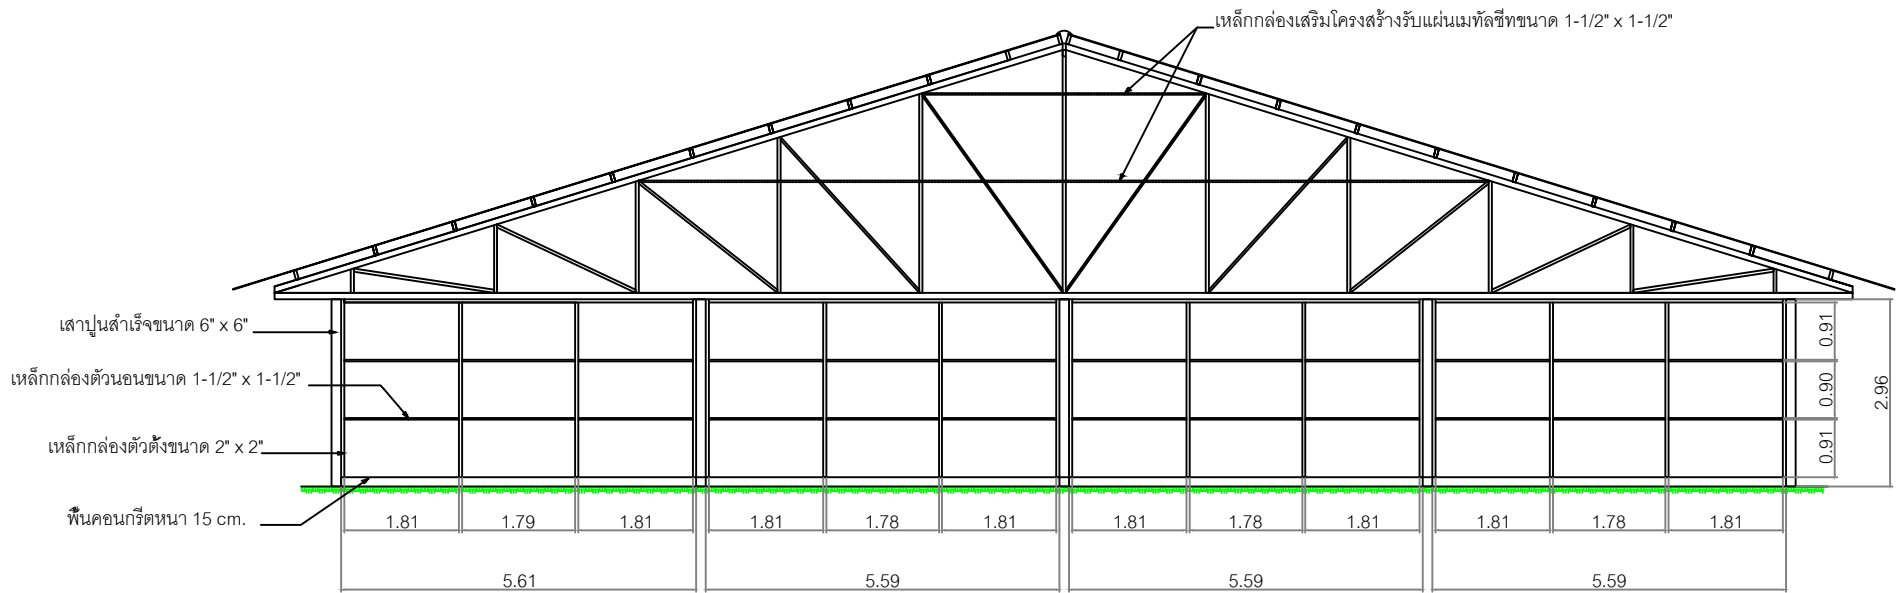 เหล็กกล่องเสริมโครงสร้างรับแผ่นเมทัลชีทขนาด 1-1/2" x 1-1/2"
เสาปูนสำเร็จขนาด 6" x 6"
เหล็กกล่องตัวนอนขนาด 1-1/2" x 1-1/2"
เหล็กกล่องตัวตั้งขนาด 2" x 2"
พื้นคอนกรีตหนา 15 cm.
0.91
0.90
0.91
2.96
1.81 1.79 1.81 1.81 1.78 1.81 1.81 1.78 1.81 1.81 1.78 1.81
5.61 5.59 5.59 5.59